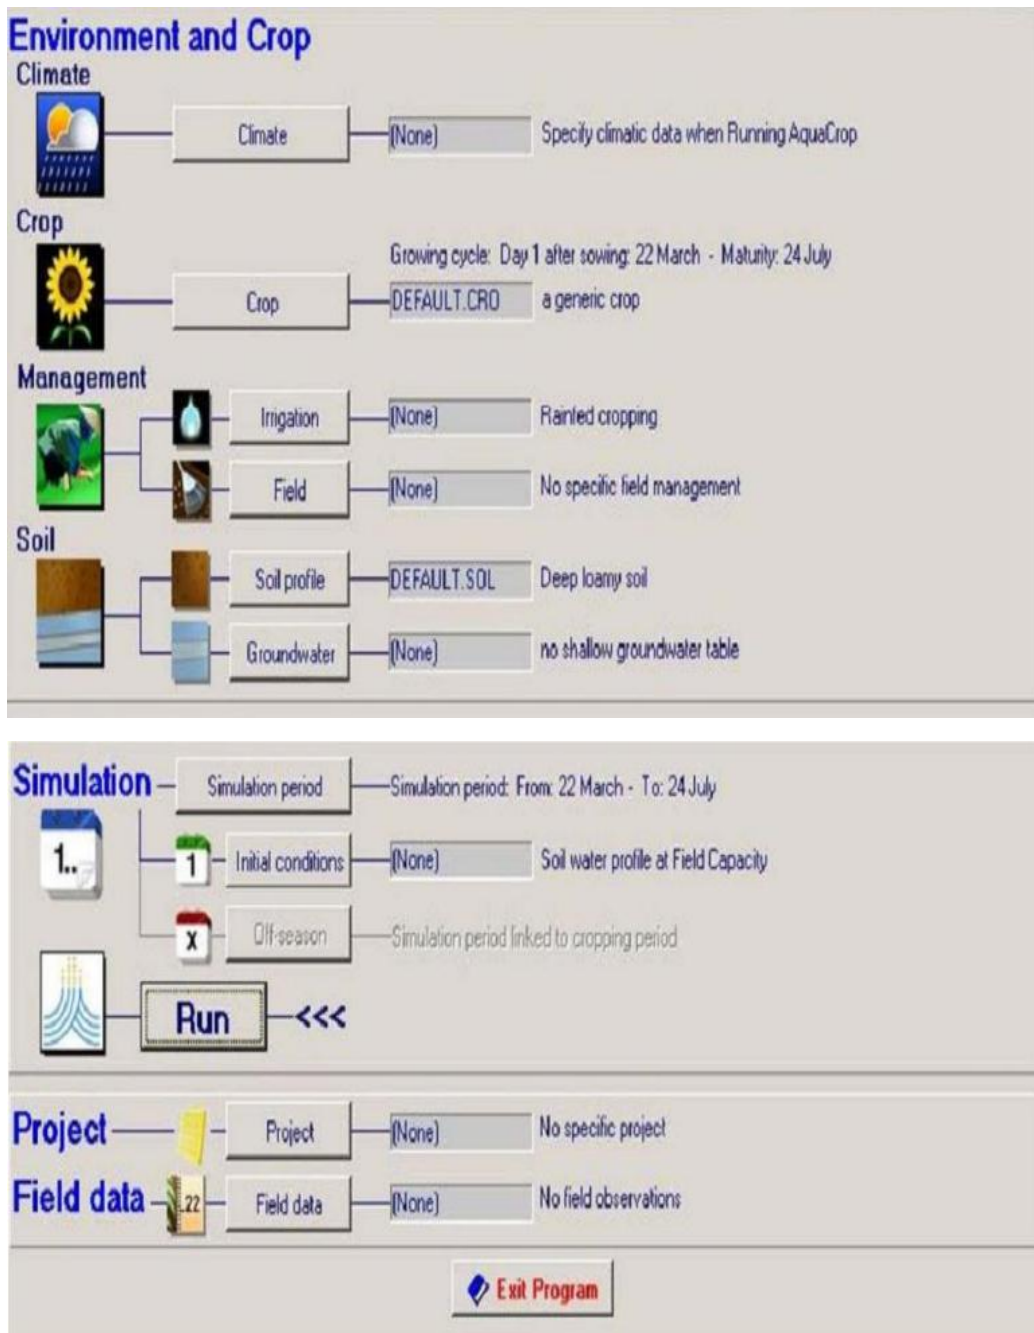 Environment and Crop
Climate
Climate (None) Specify climatic data when Running AquaCrop
Crop
Growing cycle: Day 1 after sowing: 22 March - Maturity: 24 July
Crop DEFAULT.CRO a generic crop
Management
Irrigation (None) Rainfed cropping
Field (None) No specific field management
Soil
Soil profile DEFAULT.SOL Deep loamy soil
Groundwater (None) no shallow groundwater table
Simulation Simulation period Simulation period: From: 22 March - To: 24 July
1.. 1 Initial conditions (None) Soil water profile at Field Capacity
x Off-season Simulation period linked to cropping period
Run <<<
Project Project (None) No specific project
Field data 22 Field data (None) No field observations
Exit Program